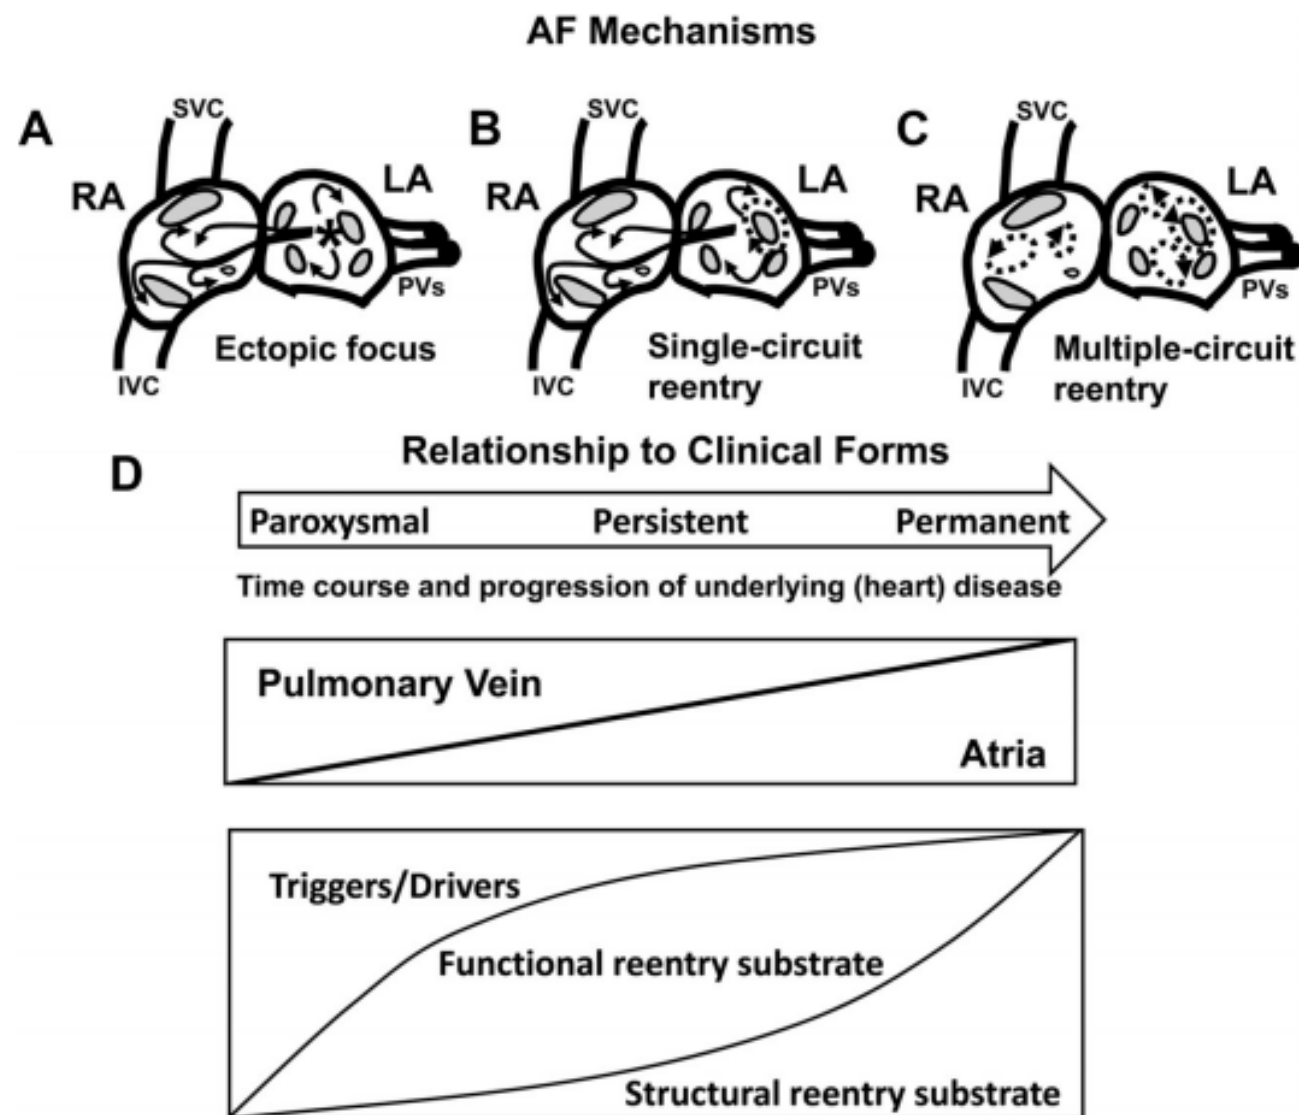 AF Mechanisms
A
SVC
RA
LA
PVs
IVC
Ectopic focus
B
SVC
RA
LA
PVs
IVC
Single-circuit
reentry
C
SVC
RA
LA
PVs
IVC
Multiple-circuit
reentry
D
Relationship to Clinical Forms
Paroxysmal Persistent Permanent
Time course and progression of underlying (heart) disease
Pulmonary Vein
Atria
Triggers/Drivers
Functional reentry substrate
Structural reentry substrate